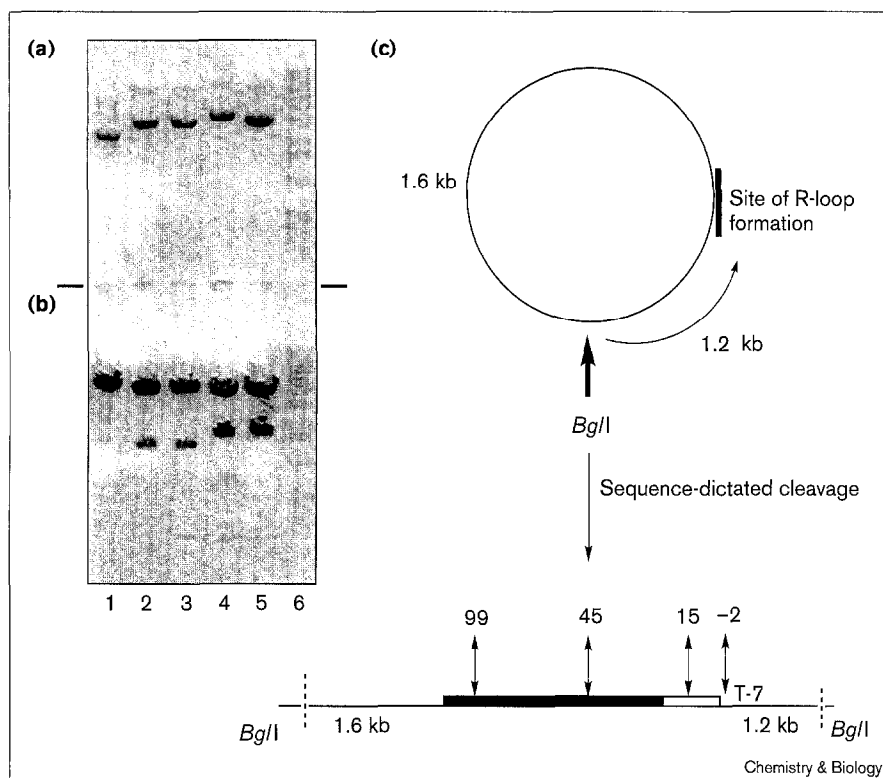 (a)
(b)
1 2 3 4 5 6
(c)
1.6 kb
Site of R-loop
formation
1.2 kb
BglI
Sequence-dictated cleavage
99 45 15 –2
T-7
BglI 1.6 kb 1.2 kb BglI
Chemistry & Biology